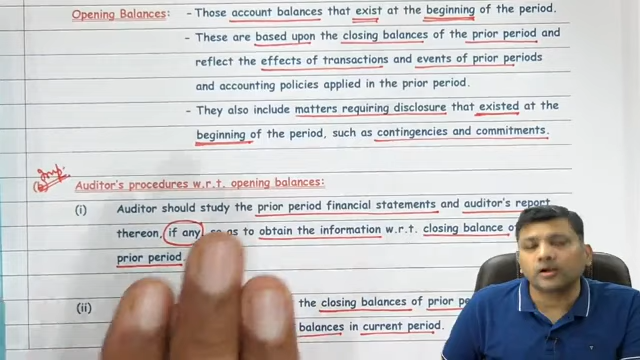 Opening Balances: - Those account balances that exist at the beginning of the period.
- These are based upon the closing balances of the prior period and
reflect the effects of transactions and events of prior periods
and accounting policies applied in the prior period.
- They also include matters requiring disclosure that existed at the
beginning of the period, such as contingencies and commitments.
Imp.
Auditor's procedures w.r.t. opening balances:
(i) Auditor should study the prior period financial statements and auditor's report
thereon, if any, so as to obtain the information w.r.t. closing balance
prior period
(ii) the closing balances of prior
balances in current period.